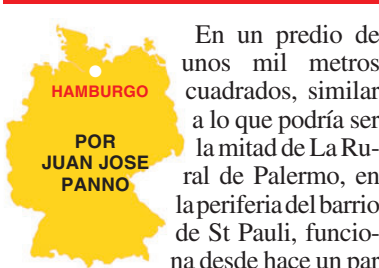 HAMBURGO
POR
JUAN JOSE
PANNO
En un predio de
unos mil metros
cuadrados, similar
a lo que podría ser
la mitad de La Ru-
ral de Palermo, en
la periferia del barrio
de St Pauli, funcio-
na desde hace un par